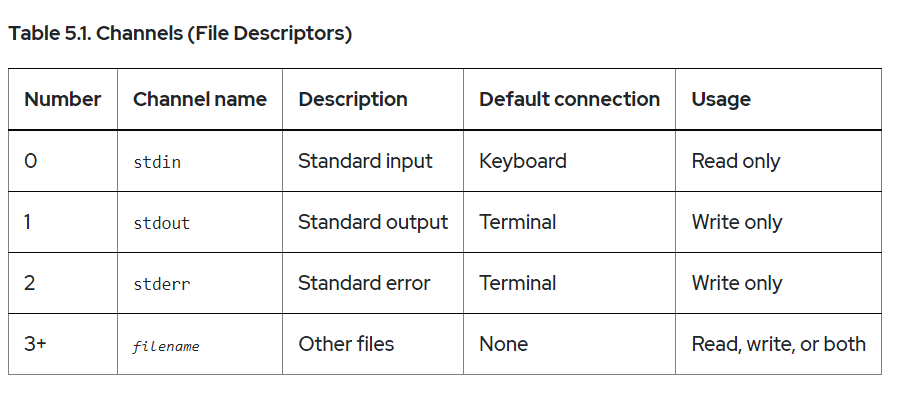 Table 5.1. Channels (File Descriptors)
Number Channel name Description Default connection Usage
0 stdin Standard input Keyboard Read only
1 stdout Standard output Terminal Write only
2 stderr Standard error Terminal Write only
3+ filename Other files None Read, write, or both